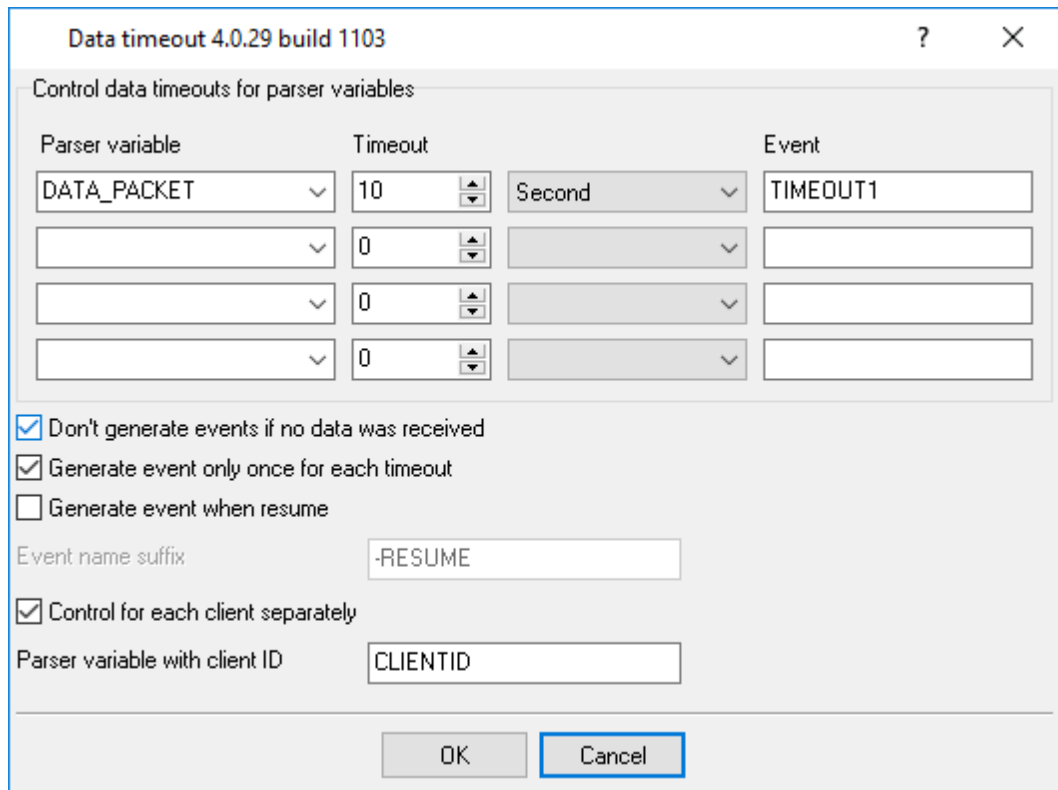 Data timeout 4.0.29 build 1103 ?
Control data timeouts for parser variables
Parser variable Timeout Event
DATA_PACKET 10 Second TIMEOUT1
0
0
0
Don't generate events if no data was received
Generate event only once for each timeout
Generate event when resume
Event name suffix -RESUME
Control for each client separately
Parser variable with client ID CLIENTID
OK Cancel